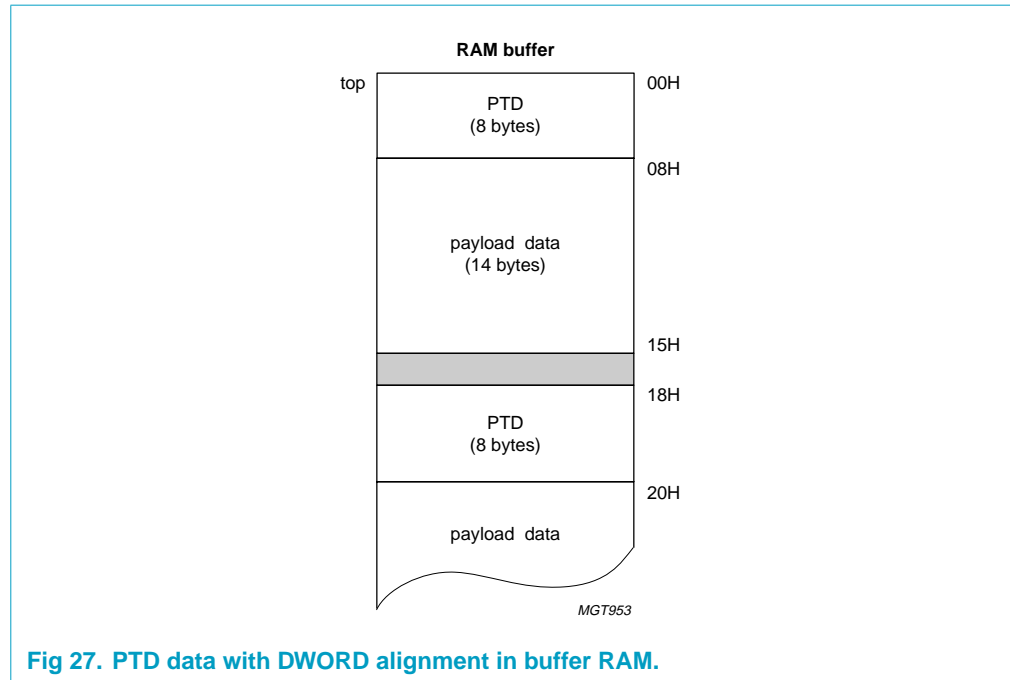 RAM buffer
top
00H
PTD
(8 bytes)
08H
payload data
(14 bytes)
15H
18H
PTD
(8 bytes)
20H
payload data
MGT953
Fig 27. PTD data with DWORD alignment in buffer RAM.